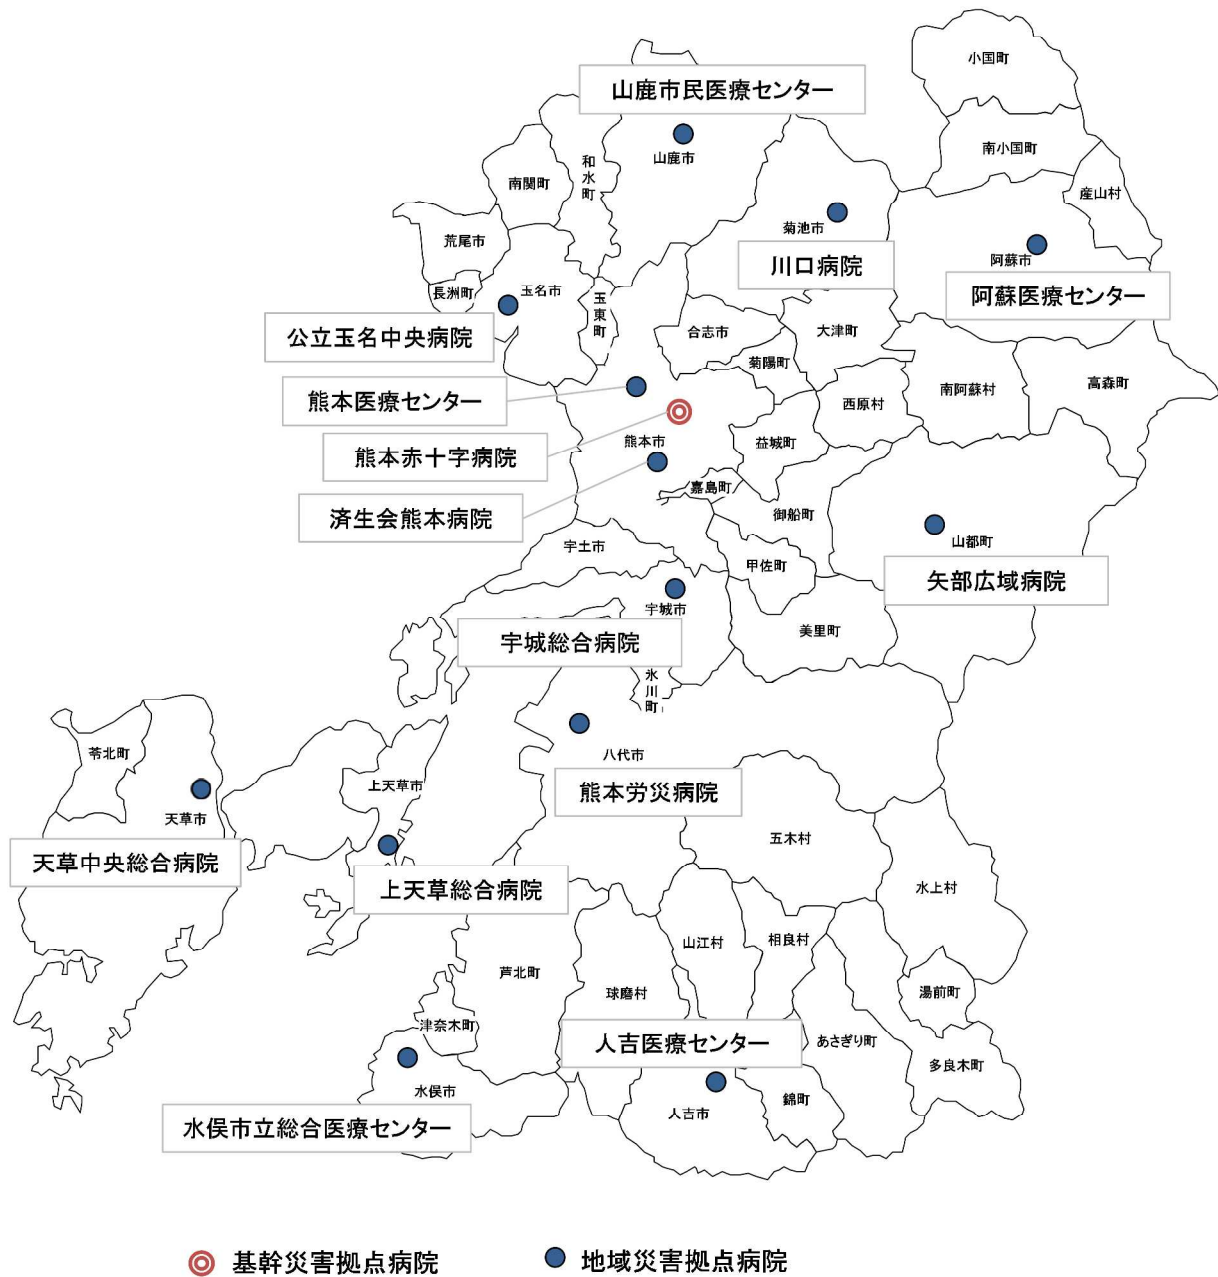 小国町
山鹿市民医療センター
南小国町
山鹿市
和水町
南関町
産山村
菊池市
荒尾市
阿蘇市
川口病院
長洲町
玉名市
阿蘇医療センター
玉東町
合志市
大津町
公立玉名中央病院
菊陽町
高森町
南阿蘇村
熊本医療センター
西原村
熊本市
益城町
熊本赤十字病院
嘉島町
済生会熊本病院
御船町
山都町
宇土市
甲佐町
矢部広域病院
宇城市
美里町
宇城総合病院
氷川町
苓北町
八代市
上天草市
熊本労災病院
天草市
五木村
天草中央総合病院
上天草総合病院
水上村
山江村
相良村
芦北町
球磨村
湯前町
津奈木町
人吉医療センター
あさぎり町
多良木町
水俣市
錦町
人吉市
水俣市立総合医療センター
基幹災害拠点病院
地域災害拠点病院